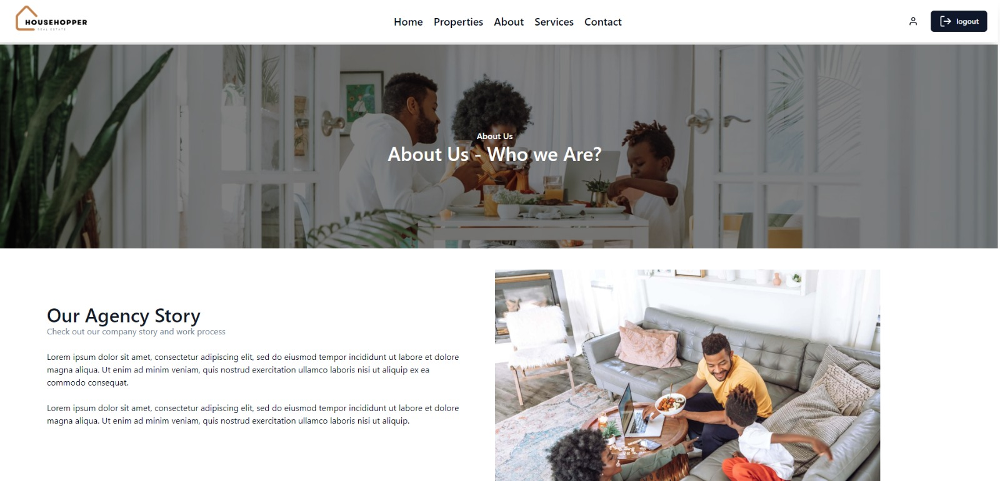 HOUSEHOPPER
REAL ESTATE
Home Properties About Services Contact
logout
About Us
About Us - Who we Are?
Our Agency Story
Check out our company story and work process
Lorem ipsum dolor sit amet, consectetur adipiscing elit, sed do eiusmod tempor incididunt ut labore et dolore
magna aliqua. Ut enim ad minim veniam, quis nostrud exercitation ullamco laboris nisi ut aliquip ex ea
commodo consequat.
Lorem ipsum dolor sit amet, consectetur adipiscing elit, sed do eiusmod tempor incididunt ut labore et dolore
magna aliqua. Ut enim ad minim veniam, quis nostrud exercitation ullamco laboris nisi ut aliquip.